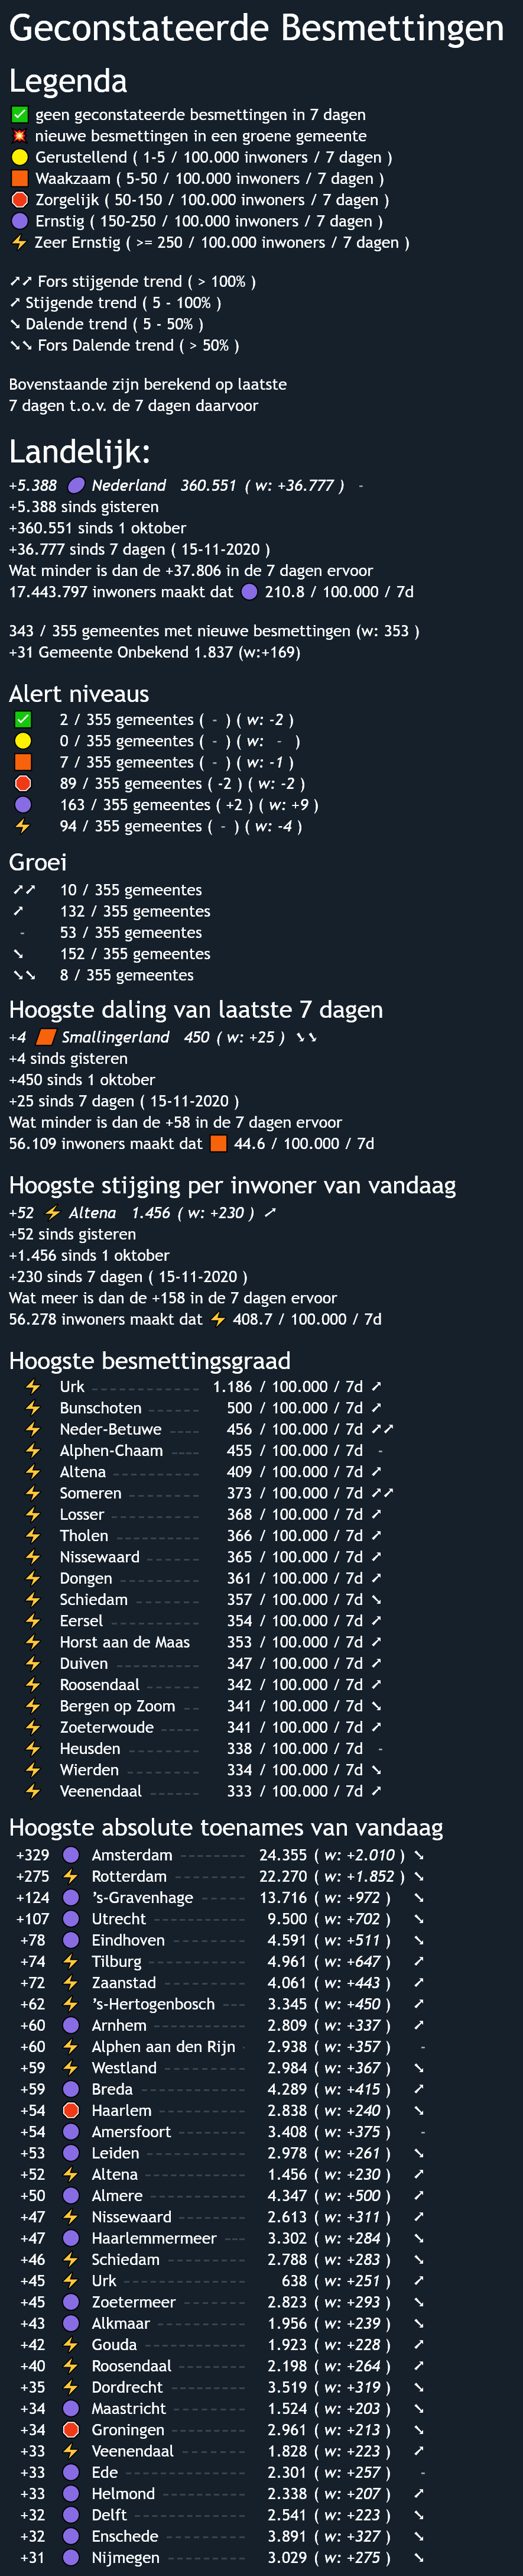 Geconstateerde Besmettingen
Legenda
✅ geen geconstateerde besmettingen in 7 dagen
💥 nieuwe besmettingen in een groene gemeente
🟡 Gerustellend ( 1-5 / 100.000 inwoners / 7 dagen )
🟧 Waakzaam ( 5-50 / 100.000 inwoners / 7 dagen )
🛑 Zorgelijk ( 50-150 / 100.000 inwoners / 7 dagen )
🟣 Ernstig ( 150-250 / 100.000 inwoners / 7 dagen )
⚡ Zeer Ernstig ( >= 250 / 100.000 inwoners / 7 dagen )
➚➚ Fors stijgende trend ( > 100% )
➚ Stijgende trend ( 5 - 100% )
➘ Dalende trend ( 5 - 50% )
➘➘ Fors Dalende trend ( > 50% )
Bovenstaande zijn berekend op laatste
7 dagen t.o.v. de 7 dagen daarvoor
Landelijk:
+5.388 🟣 Nederland 360.551 ( w: +36.777 ) -
+5.388 sinds gisteren
+360.551 sinds 1 oktober
+36.777 sinds 7 dagen ( 15-11-2020 )
Wat minder is dan de +37.806 in de 7 dagen ervoor
17.443.797 inwoners maakt dat 🟣 210.8 / 100.000 / 7d
343 / 355 gemeentes met nieuwe besmettingen (w: 353 )
+31 Gemeente Onbekend 1.837 (w:+169)
Alert niveaus
✅ 2 / 355 gemeentes ( - ) ( w: -2 )
🟡 0 / 355 gemeentes ( - ) ( w: - )
🟧 7 / 355 gemeentes ( - ) ( w: -1 )
🛑 89 / 355 gemeentes ( -2 ) ( w: -2 )
🟣 163 / 355 gemeentes ( +2 ) ( w: +9 )
⚡ 94 / 355 gemeentes ( - ) ( w: -4 )
Groei
➚➚ 10 / 355 gemeentes
➚ 132 / 355 gemeentes
- 53 / 355 gemeentes
➘ 152 / 355 gemeentes
➘➘ 8 / 355 gemeentes
Hoogste daling van laatste 7 dagen
+4 🟧 Smallingerland 450 ( w: +25 ) ➘➘
+4 sinds gisteren
+450 sinds 1 oktober
+25 sinds 7 dagen ( 15-11-2020 )
Wat minder is dan de +58 in de 7 dagen ervoor
56.109 inwoners maakt dat 🟧 44.6 / 100.000 / 7d
Hoogste stijging per inwoner van vandaag
+52 ⚡ Altena 1.456 ( w: +230 ) ➚
+52 sinds gisteren
+1.456 sinds 1 oktober
+230 sinds 7 dagen ( 15-11-2020 )
Wat meer is dan de +158 in de 7 dagen ervoor
56.278 inwoners maakt dat ⚡ 408.7 / 100.000 / 7d
Hoogste besmettingsgraad
⚡ Urk 1.186 / 100.000 / 7d ➚
⚡ Bunschoten 500 / 100.000 / 7d ➚
⚡ Neder-Betuwe 456 / 100.000 / 7d ➚➚
⚡ Alphen-Chaam 455 / 100.000 / 7d -
⚡ Altena 409 / 100.000 / 7d ➚
⚡ Someren 373 / 100.000 / 7d ➚➚
⚡ Losser 368 / 100.000 / 7d ➚
⚡ Tholen 366 / 100.000 / 7d ➚
⚡ Nissewaard 365 / 100.000 / 7d ➚
⚡ Dongen 361 / 100.000 / 7d ➚
⚡ Schiedam 357 / 100.000 / 7d ➘
⚡ Eersel 354 / 100.000 / 7d ➚
⚡ Horst aan de Maas 353 / 100.000 / 7d ➚
⚡ Duiven 347 / 100.000 / 7d ➚
⚡ Roosendaal 342 / 100.000 / 7d ➚
⚡ Bergen op Zoom 341 / 100.000 / 7d ➘
⚡ Zoeterwoude 341 / 100.000 / 7d ➚
⚡ Heusden 338 / 100.000 / 7d -
⚡ Wierden 334 / 100.000 / 7d ➘
⚡ Veenendaal 333 / 100.000 / 7d ➚
Hoogste absolute toenames van vandaag
+329 🟣 Amsterdam 24.355 ( w: +2.010 ) ➘
+275 ⚡ Rotterdam 22.270 ( w: +1.852 ) ➘
+124 🟣 's-Gravenhage 13.716 ( w: +972 ) ➘
+107 🟣 Utrecht 9.500 ( w: +702 ) ➘
+78 🟣 Eindhoven 4.591 ( w: +511 ) ➘
+74 ⚡ Tilburg 4.961 ( w: +647 ) ➚
+72 ⚡ Zaanstad 4.061 ( w: +443 ) ➚
+62 ⚡ 's-Hertogenbosch 3.345 ( w: +450 ) ➚
+60 🟣 Arnhem 2.809 ( w: +337 ) ➚
+60 ⚡ Alphen aan den Rijn 2.938 ( w: +357 ) -
+59 ⚡ Westland 2.984 ( w: +367 ) ➘
+59 🟣 Breda 4.289 ( w: +415 ) ➚
+54 🛑 Haarlem 2.838 ( w: +240 ) ➘
+54 🟣 Amersfoort 3.408 ( w: +375 ) -
+53 🟣 Leiden 2.978 ( w: +261 ) ➘
+52 ⚡ Altena 1.456 ( w: +230 ) ➚
+50 🟣 Almere 4.347 ( w: +500 ) ➚
+47 ⚡ Nissewaard 2.613 ( w: +311 ) ➚
+47 🟣 Haarlemmermeer 3.302 ( w: +284 ) ➘
+46 ⚡ Schiedam 2.788 ( w: +283 ) ➘
+45 ⚡ Urk 638 ( w: +251 ) ➚
+45 🟣 Zoetermeer 2.823 ( w: +293 ) ➘
+43 🟣 Alkmaar 1.956 ( w: +239 ) ➘
+42 ⚡ Gouda 1.923 ( w: +228 ) ➚
+40 ⚡ Roosendaal 2.198 ( w: +264 ) ➚
+35 ⚡ Dordrecht 3.519 ( w: +319 ) ➘
+34 🟣 Maastricht 1.524 ( w: +203 ) ➘
+34 🛑 Groningen 2.961 ( w: +213 ) ➘
+33 ⚡ Veenendaal 1.828 ( w: +223 ) ➚
+33 🟣 Ede 2.301 ( w: +257 ) -
+33 🟣 Helmond 2.338 ( w: +207 ) ➚
+32 🟣 Delft 2.541 ( w: +223 ) ➘
+32 🟣 Enschede 3.891 ( w: +327 ) ➘
+31 🟣 Nijmegen 3.029 ( w: +275 ) ➘